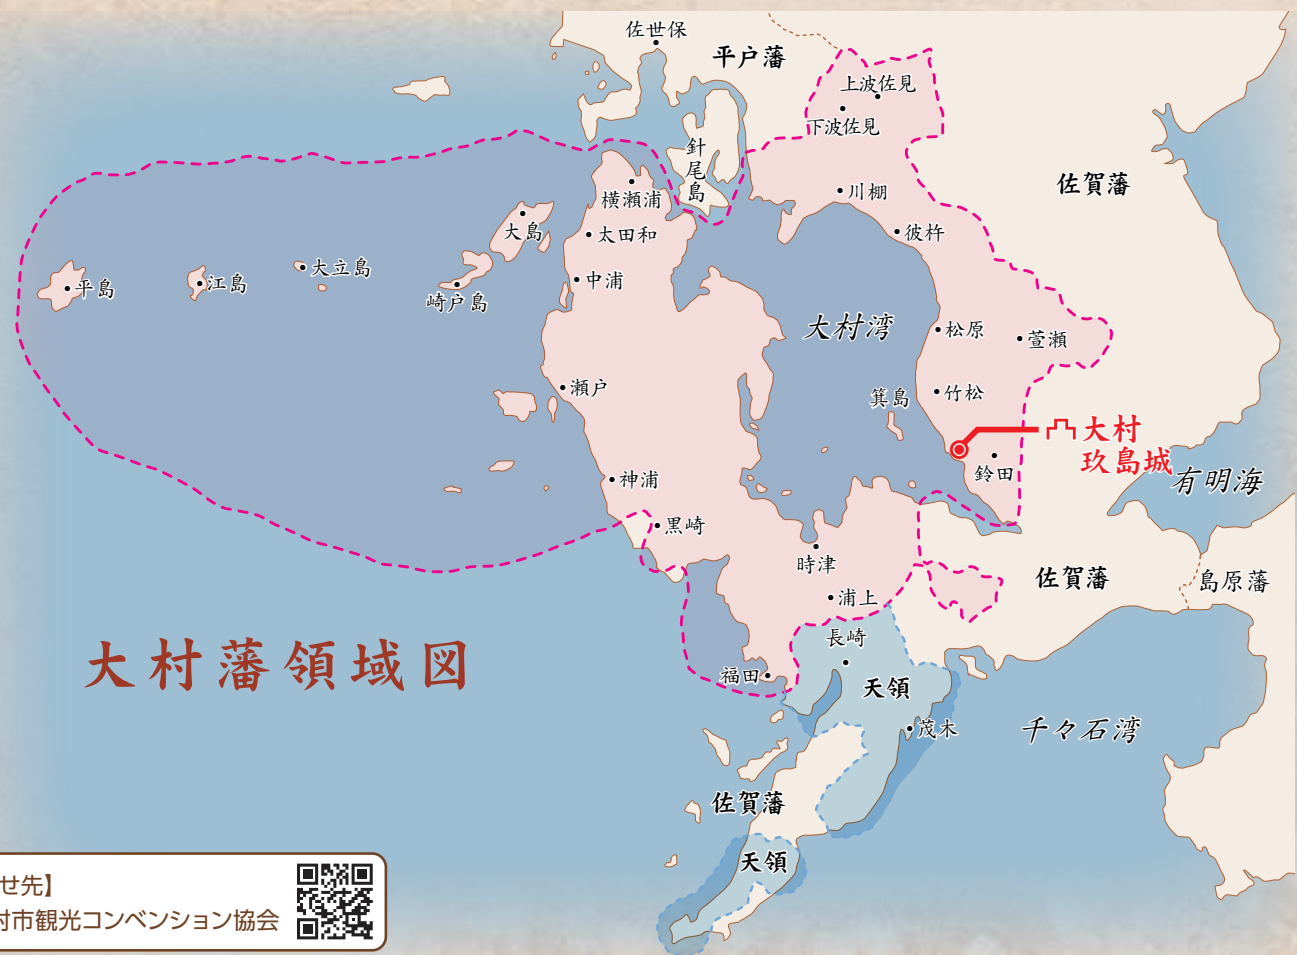 佐世保
平戸藩
上波佐見
下波佐見
針尾島
佐賀藩
横瀬浦
川棚
大島
太田和
彼杵
平島
江島
大立島
崎戸島
中浦
大村湾
松原
萱瀬
瀬戸
箕島
竹松
大村
玖島城
鈴田
有明海
神浦
黒崎
時津
佐賀藩
島原藩
浦上
大村藩領域図
長崎
福田
天領
茂木
千々石湾
佐賀藩
天領
せ先】
村市観光コンベンション協会